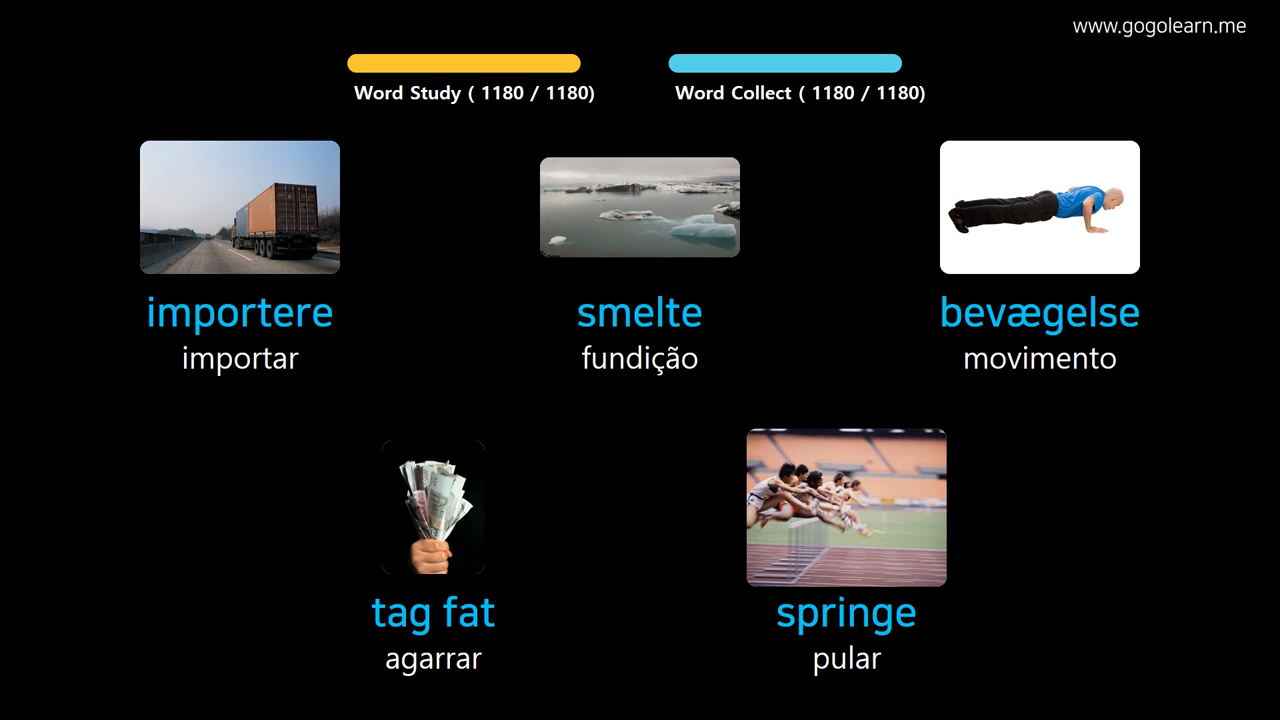 www.gogolearn.me
Word Study ( 1180 / 1180)
Word Collect ( 1180 / 1180)
importere
importar
smelte
fundição
bevægelse
movimento
tag fat
agarrar
springe
pular